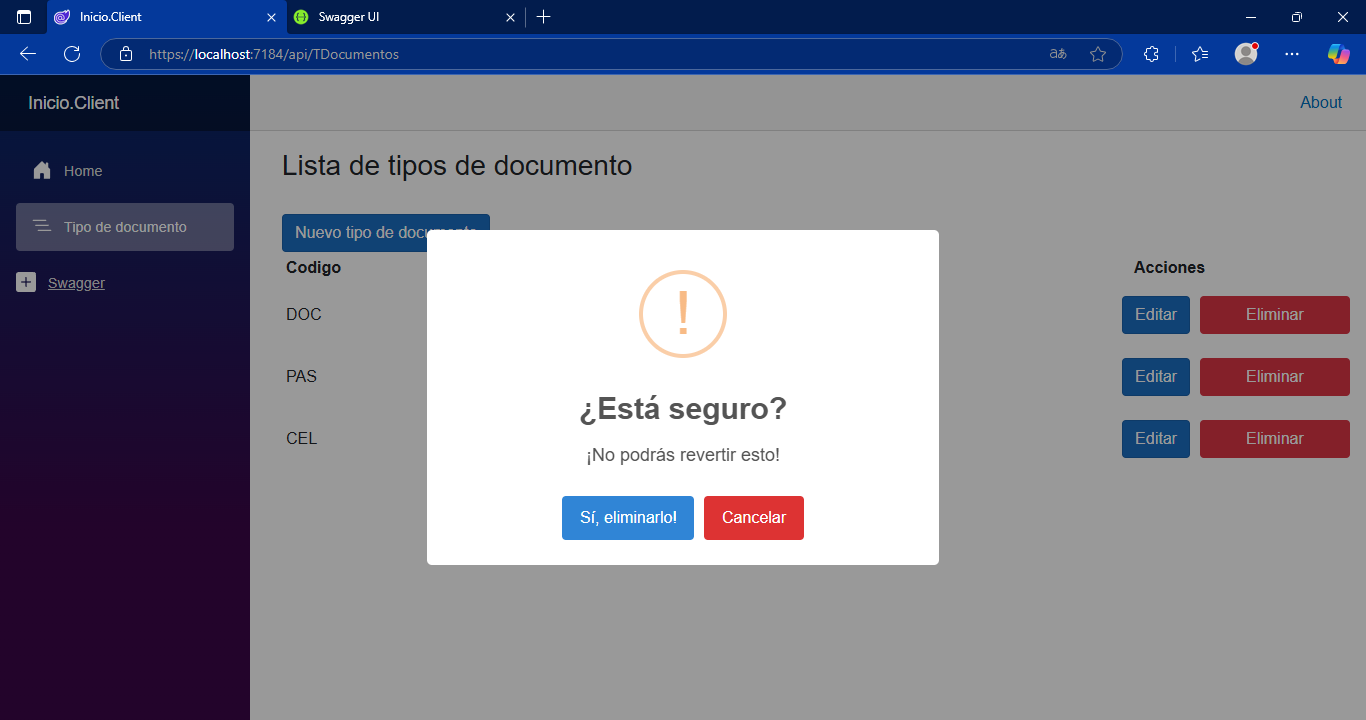 Inicio.Client
Swagger UI
https://localhost:7184/api/TDocumentos
aあ
Inicio.Client
About
Home
Tipo de documento
Swagger
Lista de tipos de documento
Nuevo tipo de documento
Codigo
Acciones
DOC
Editar
Eliminar
PAS
Editar
Eliminar
CEL
Editar
Eliminar
!
¿Está seguro?
¡No podrás revertir esto!
Sí, eliminarlo!
Cancelar